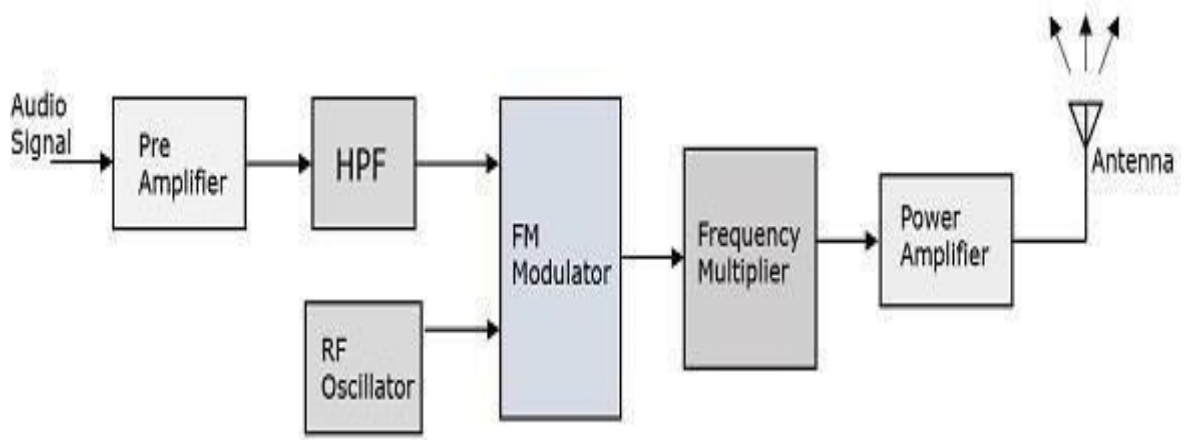 Audio
Signal
Pre
Amplifier
HPF
RF
Oscillator
FM
Modulator
Frequency
Multiplier
Power
Amplifier
Antenna